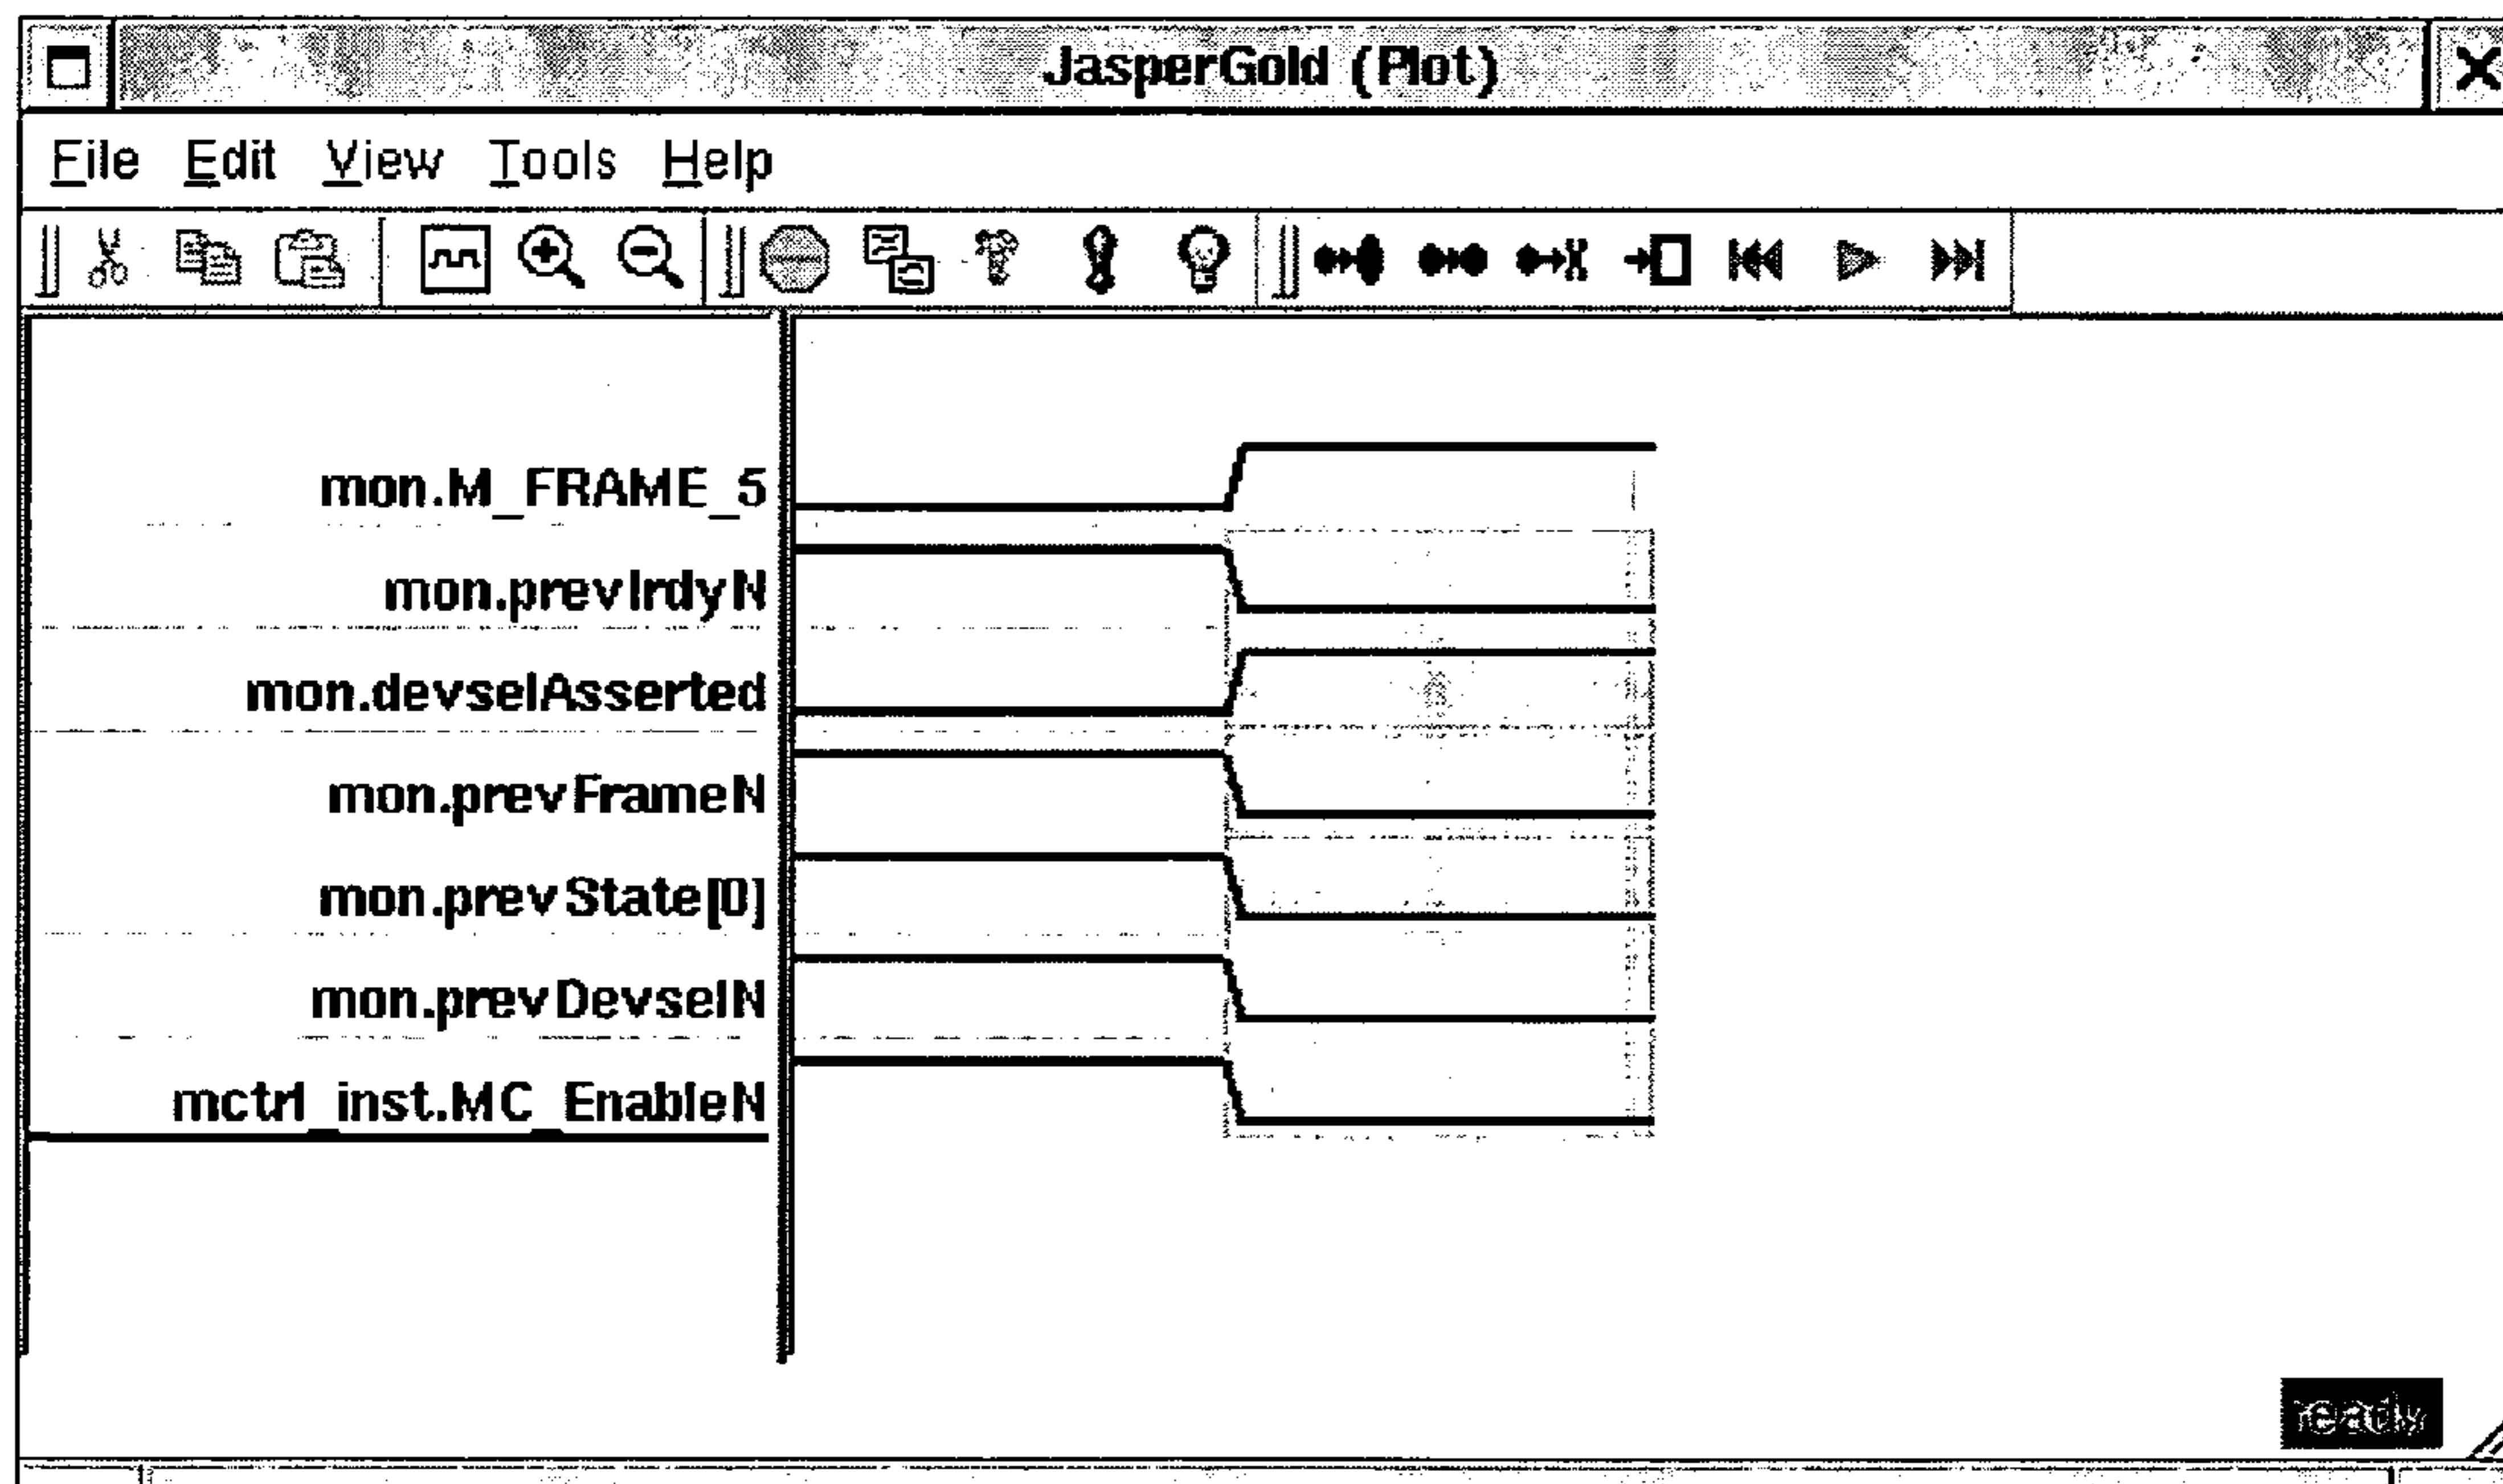 JasperGold (Plot)
File Edit View Tools Help
mon.M_FRAME_5
mon.prevIrdyN
mon.devselAsserted
mon.prevFrameN
mon.prevState[0]
mon.prevDevselN
mctrl_inst.MC_EnableN
ready